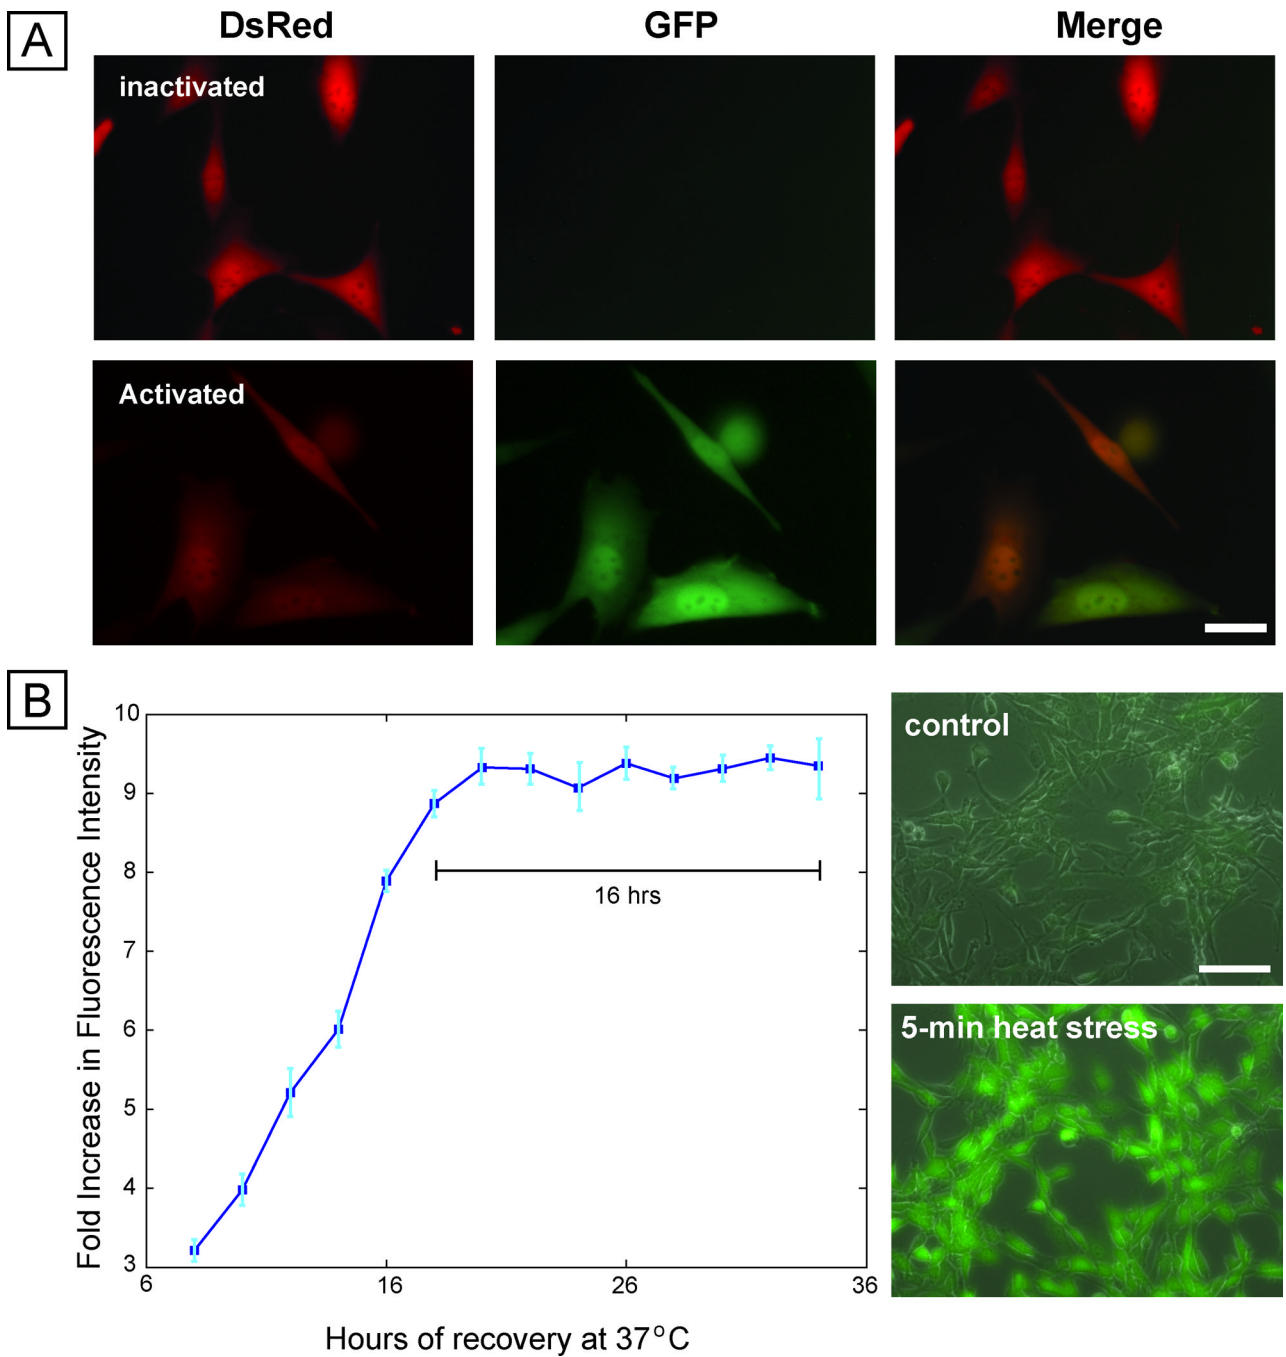 A
DsRed
GFP
Merge
inactivated
Activated
B
Fold Increase in Fluorescence Intensity
10
9
8
7
6
5
4
3
16 hrs
6
16
26
36
Hours of recovery at 37°C
control
5-min heat stress